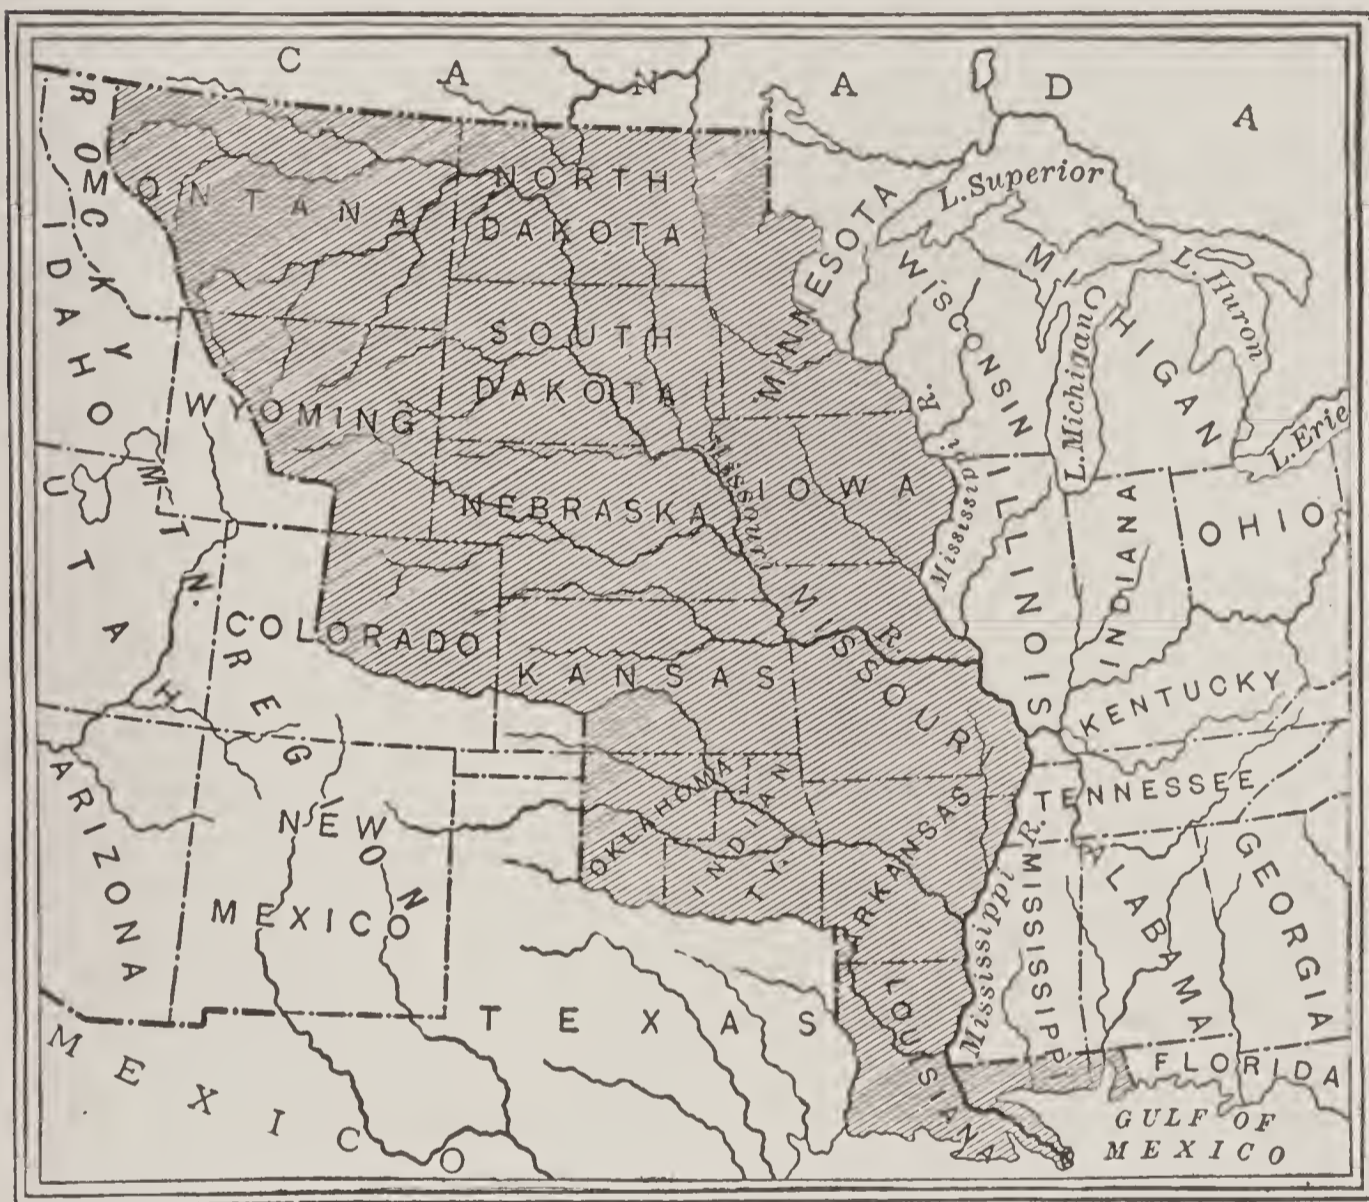 CANADA
ROCKY MTN. REGION
MONTANA
NORTH
DAKOTA
MINNESOTA
L. Superior
WISCONSIN
MICHIGAN
L. Huron
L. Michigan
L. Erie
IDAHO
WYOMING
SOUTH
DAKOTA
Mississippi R.
Missouri R.
NEBRASKA
IOWA
ILLINOIS
INDIANA
OHIO
UTAH
COLORADO
KANSAS
MISSOURI
KENTUCKY
TENNESSEE
ARIZONA
NEW
MEXICO
OKLAHOMA
INDIAN
TY.
ARKANSAS
Mississippi R.
MISSISSIPPI
ALABAMA
GEORGIA
TEXAS
LOUISIANA
FLORIDA
MEXICO
GULF OF
MEXICO